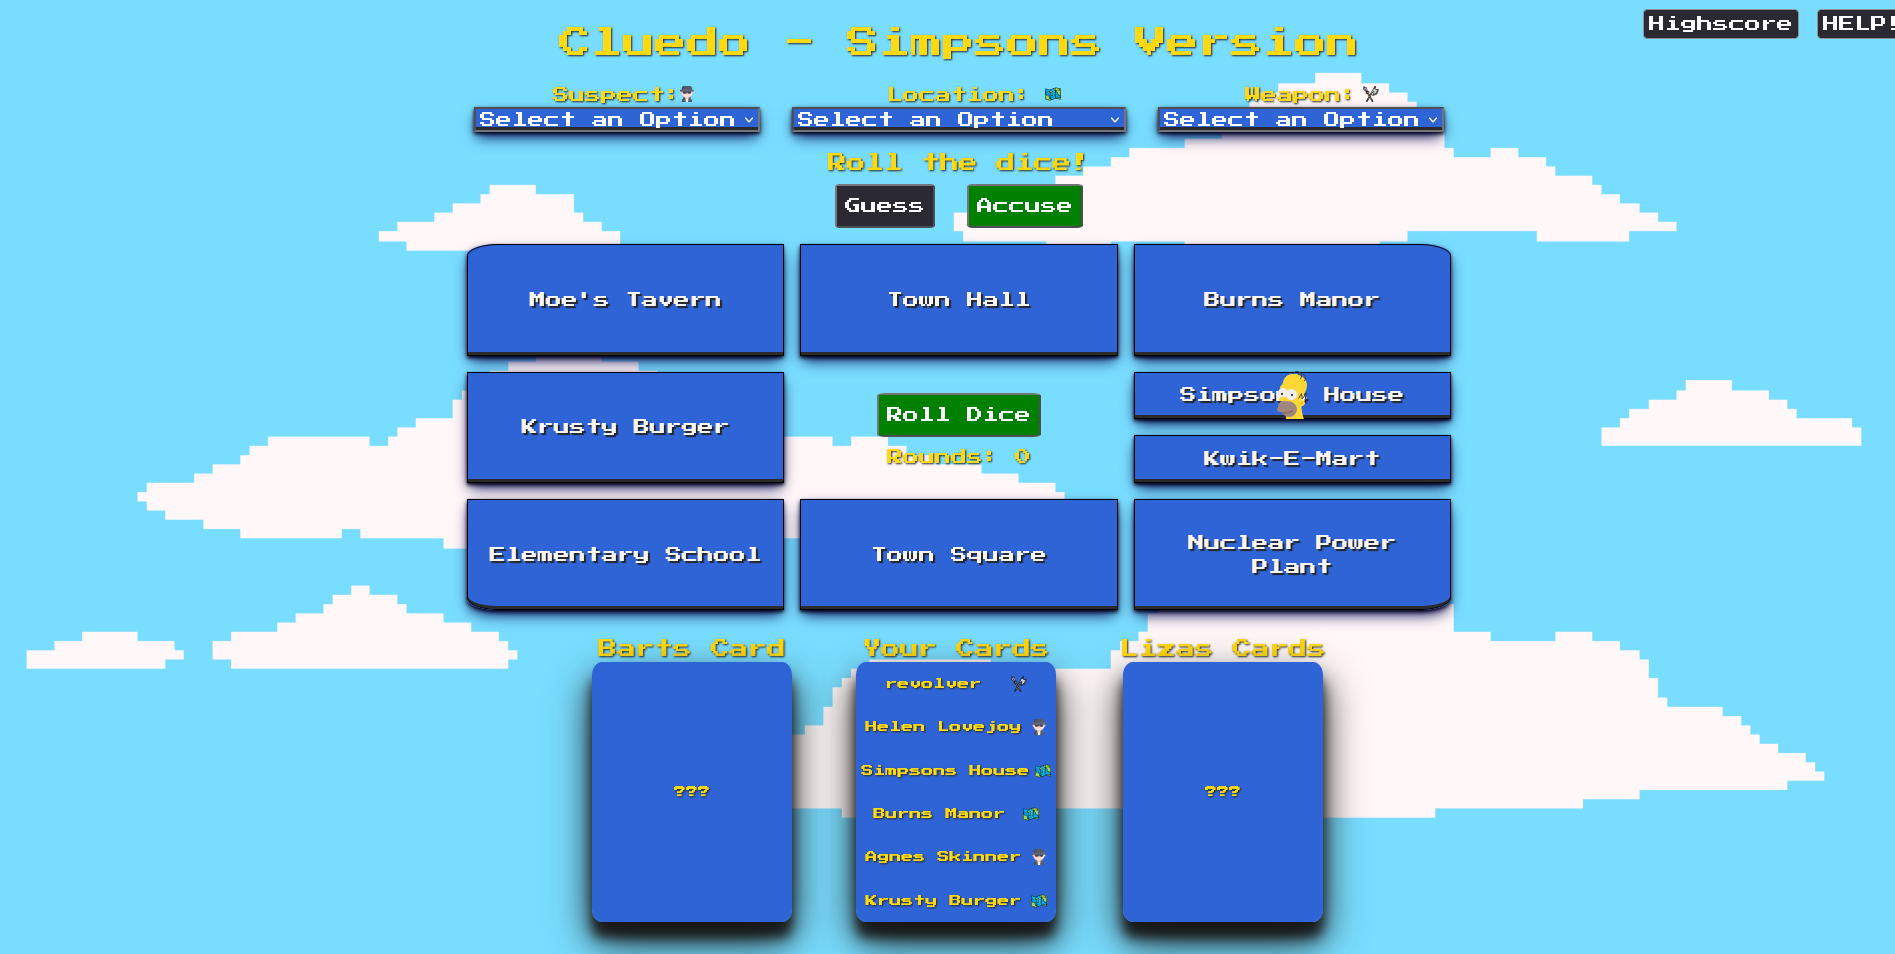 Cluedo - Simpsons Version
Highscore
HELP!
Suspect:
Location:
Weapon:
Select an Option
Select an Option
Select an Option
Roll the dice!
Guess
Accuse
Moe's Tavern
Town Hall
Burns Manor
Krusty Burger
Roll Dice
Rounds: 0
Simpsons House
Kwik-E-Mart
Elementary School
Town Square
Nuclear Power
Plant
Barts Card
Your Cards
Lizas Cards
???
revolver
Helen Lovejoy
Simpsons House
Burns Manor
Agnes Skinner
Krusty Burger
???